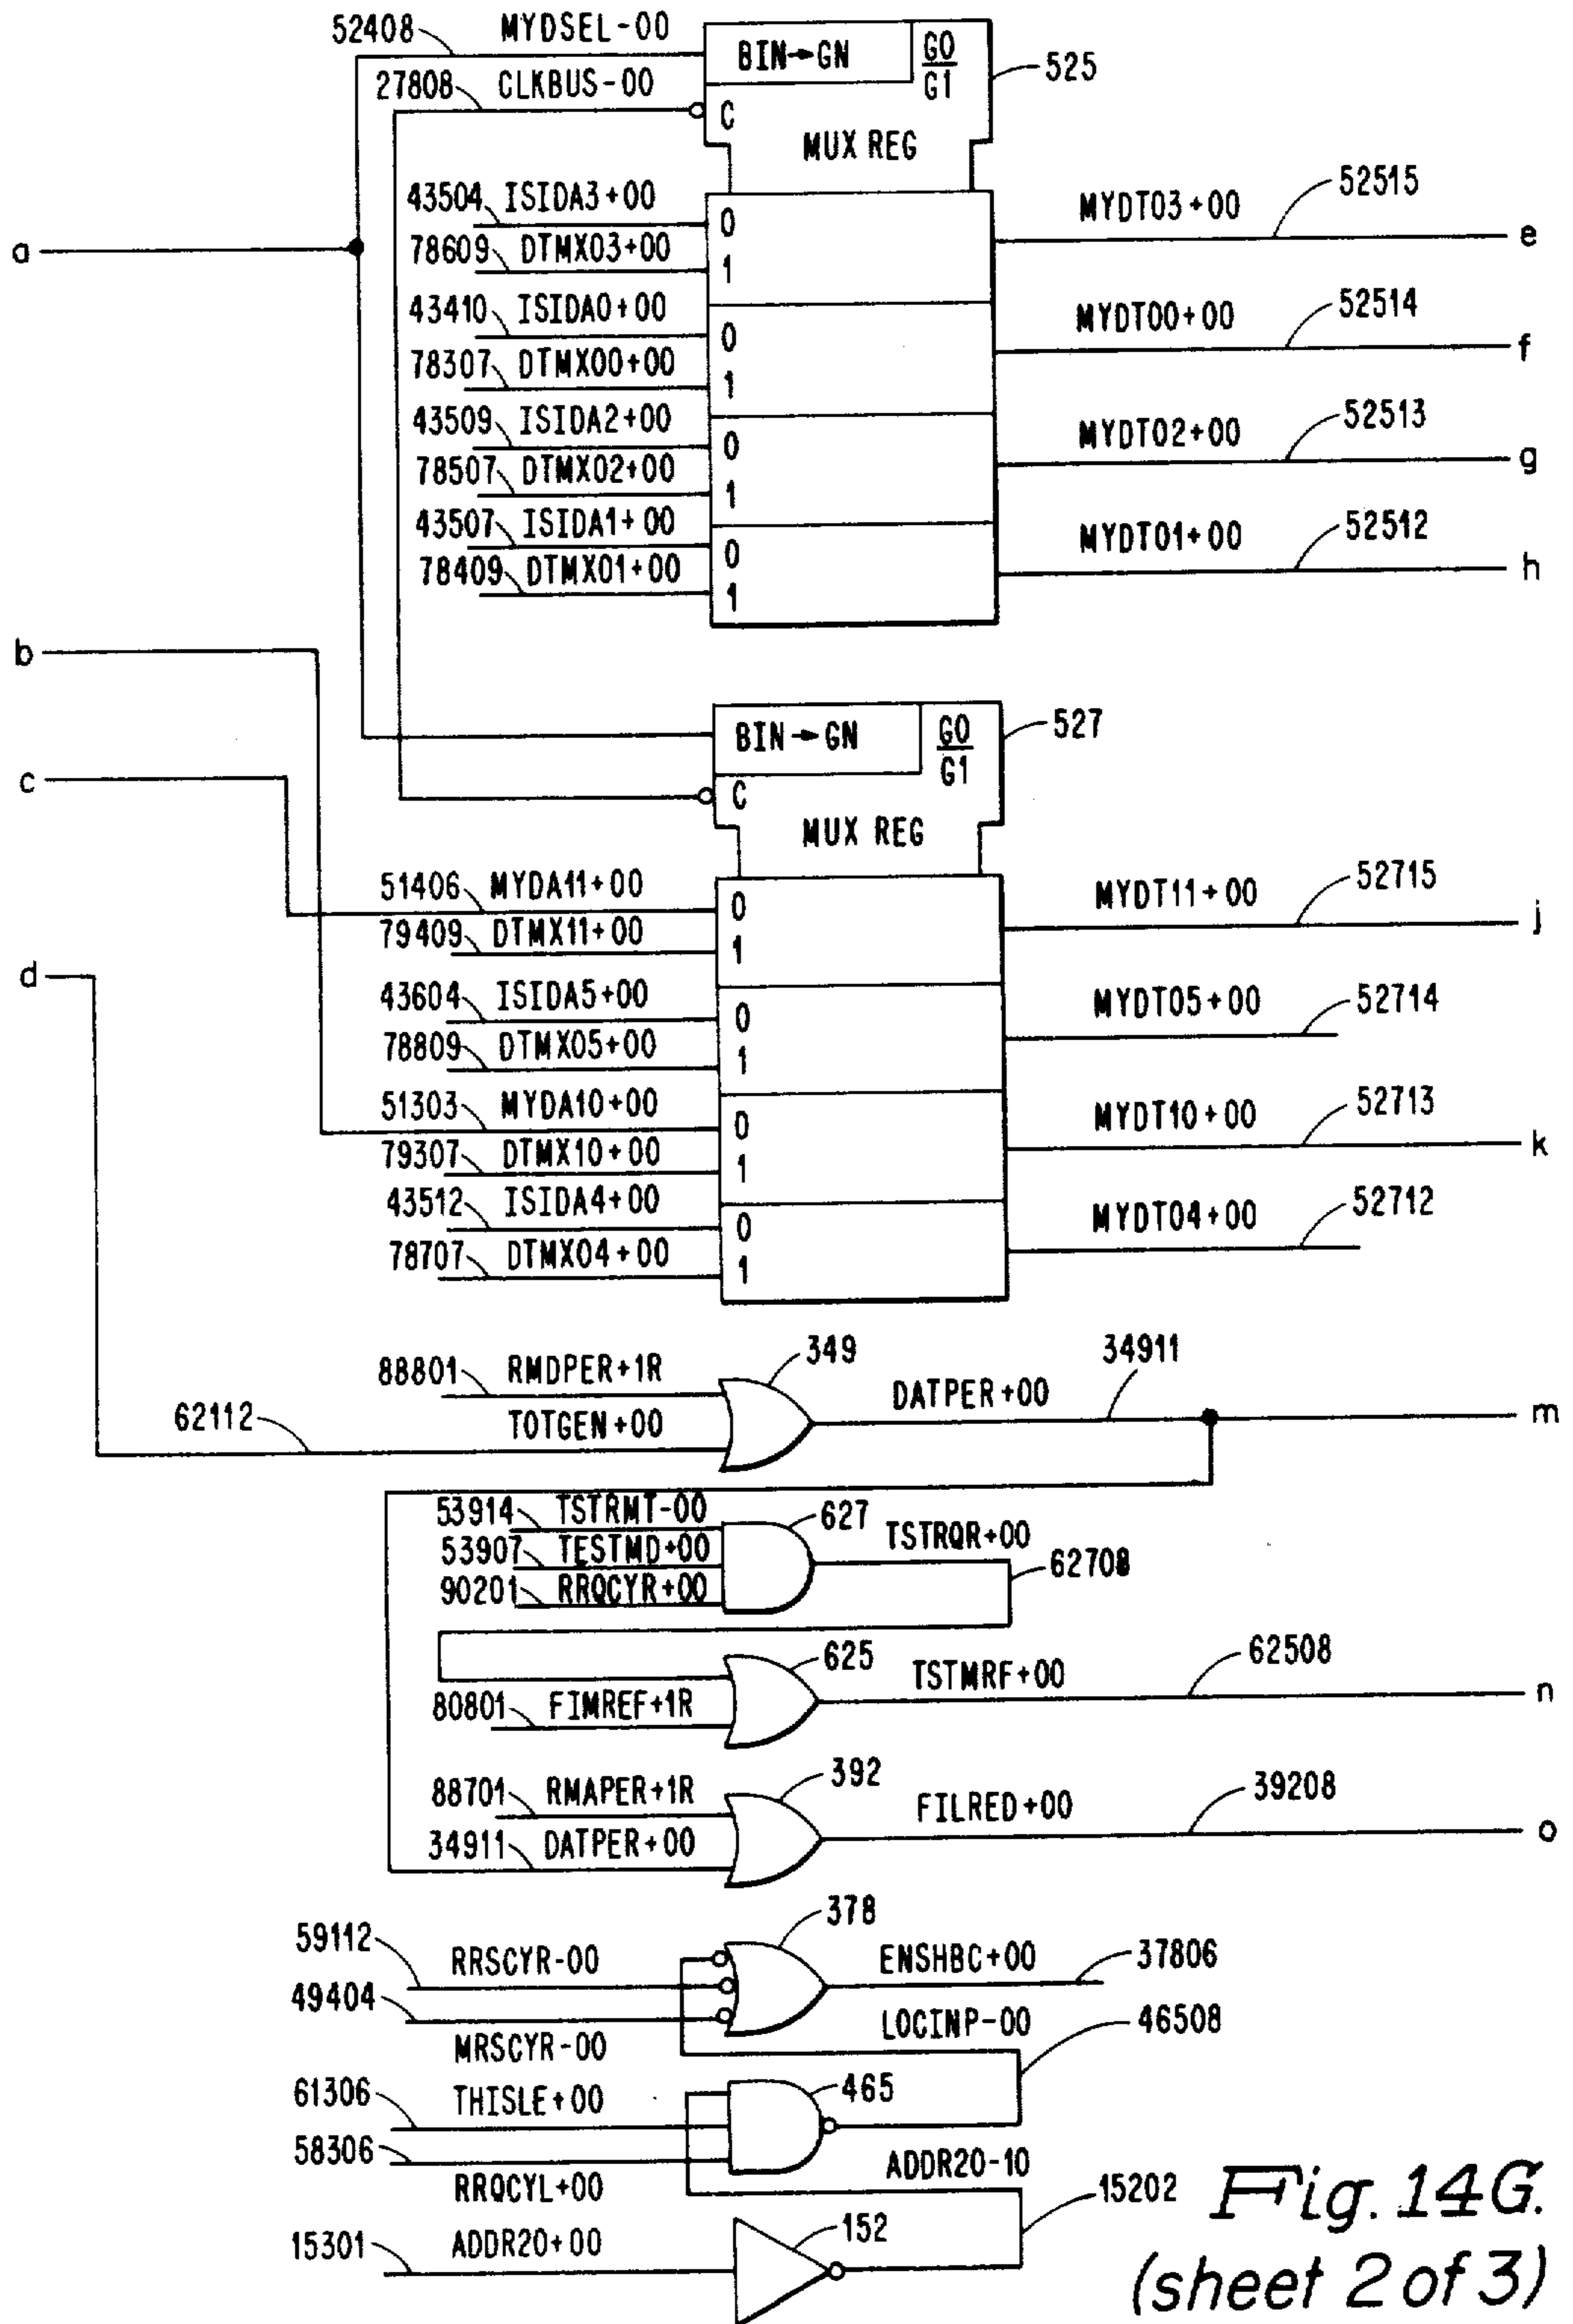 52408 MYDSEL-00
BIN→GN G0/G1 525
27808 CLKBUS-00 C
MUX REG
43504 ISIDA3+00 0 MYDT03+00 52515 e
a 78609 DTMX03+00 1
43410 ISIDA0+00 0 MYDT00+00 52514 f
78307 DTMX00+00 1
43509 ISIDA2+00 0 MYDT02+00 52513 g
78507 DTMX02+00 1
43507 ISIDA1+00 0 MYDT01+00 52512 h
78409 DTMX01+00 1
b
BIN→GN G0/G1 527
c C
MUX REG
51406 MYDA11+00 0 MYDT11+00 52715 j
79409 DTMX11+00 1
d
43604 ISIDA5+00 0 MYDT05+00 52714
78809 DTMX05+00 1
51303 MYDA10+00 0 MYDT10+00 52713 k
79307 DTMX10+00 1
43512 ISIDA4+00 0 MYDT04+00 52712
78707 DTMX04+00 1
88801 RMDPER+1R 349 DATPER+00 34911 m
62112 TOTGEN+00
53914 TSTRMT-00 627 TSTRQR+00
53907 TESTMD+00 62708
90201 RRQCYR+00
625 TSTMRF+00 62508 n
80801 FIMREF+1R
88701 RMAPER+1R 392 FILRED+00 39208 o
34911 DATPER+00
378
59112 RRSCYR-00 ENSHBC+00 37806
49404 LOCINP-00 46508
MRSCYR-00
61306 THISLE+00 465
58306
RRQCYL+00 ADDR20-10 15202
15301 ADDR20+00 152
Fig. 14G.
(sheet 2 of 3)